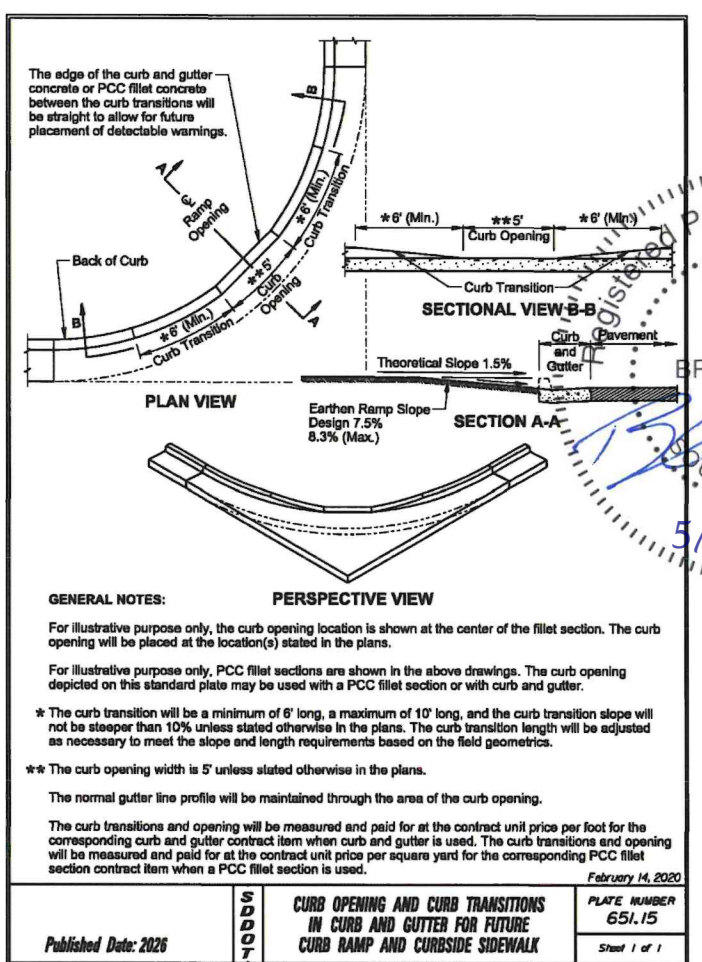 The edge of the curb and gutter
concrete or PCC fillet concrete
between the curb transitions will
be straight to allow for future
placement of detectable warnings.
B
A
℄
Ramp
Opening
*6' (Min.)
Curb Transition
**5'
Curb
Opening
A
Back of Curb
B
*6' (Min.)
Curb Transition
PLAN VIEW
*6' (Min.) **5' *6' (Min.)
Curb Opening
Curb Transition
SECTIONAL VIEW B-B
Curb and Gutter
Pavement
Theoretical Slope 1.5%
Earthen Ramp Slope
Design 7.5%
8.3% (Max.)
SECTION A-A
Registered P
5/
PERSPECTIVE VIEW
GENERAL NOTES:
For illustrative purpose only, the curb opening location is shown at the center of the fillet section. The curb
opening will be placed at the location(s) stated in the plans.
For illustrative purpose only, PCC fillet sections are shown in the above drawings. The curb opening
depicted on this standard plate may be used with a PCC fillet section or with curb and gutter.
* The curb transition will be a minimum of 6' long, a maximum of 10' long, and the curb transition slope will
not be steeper than 10% unless stated otherwise in the plans. The curb transition length will be adjusted
as necessary to meet the slope and length requirements based on the field geometrics.
** The curb opening width is 5' unless stated otherwise in the plans.
The normal gutter line profile will be maintained through the area of the curb opening.
The curb transitions and opening will be measured and paid for at the contract unit price per foot for the
corresponding curb and gutter contract item when curb and gutter is used. The curb transitions and opening
will be measured and paid for at the contract unit price per square yard for the corresponding PCC fillet
section contract item when a PCC fillet section is used.
February 14, 2020
Published Date: 2026
SDDOT
CURB OPENING AND CURB TRANSITIONS
IN CURB AND GUTTER FOR FUTURE
CURB RAMP AND CURBSIDE SIDEWALK
PLATE NUMBER
651.15
Sheet 1 of 1